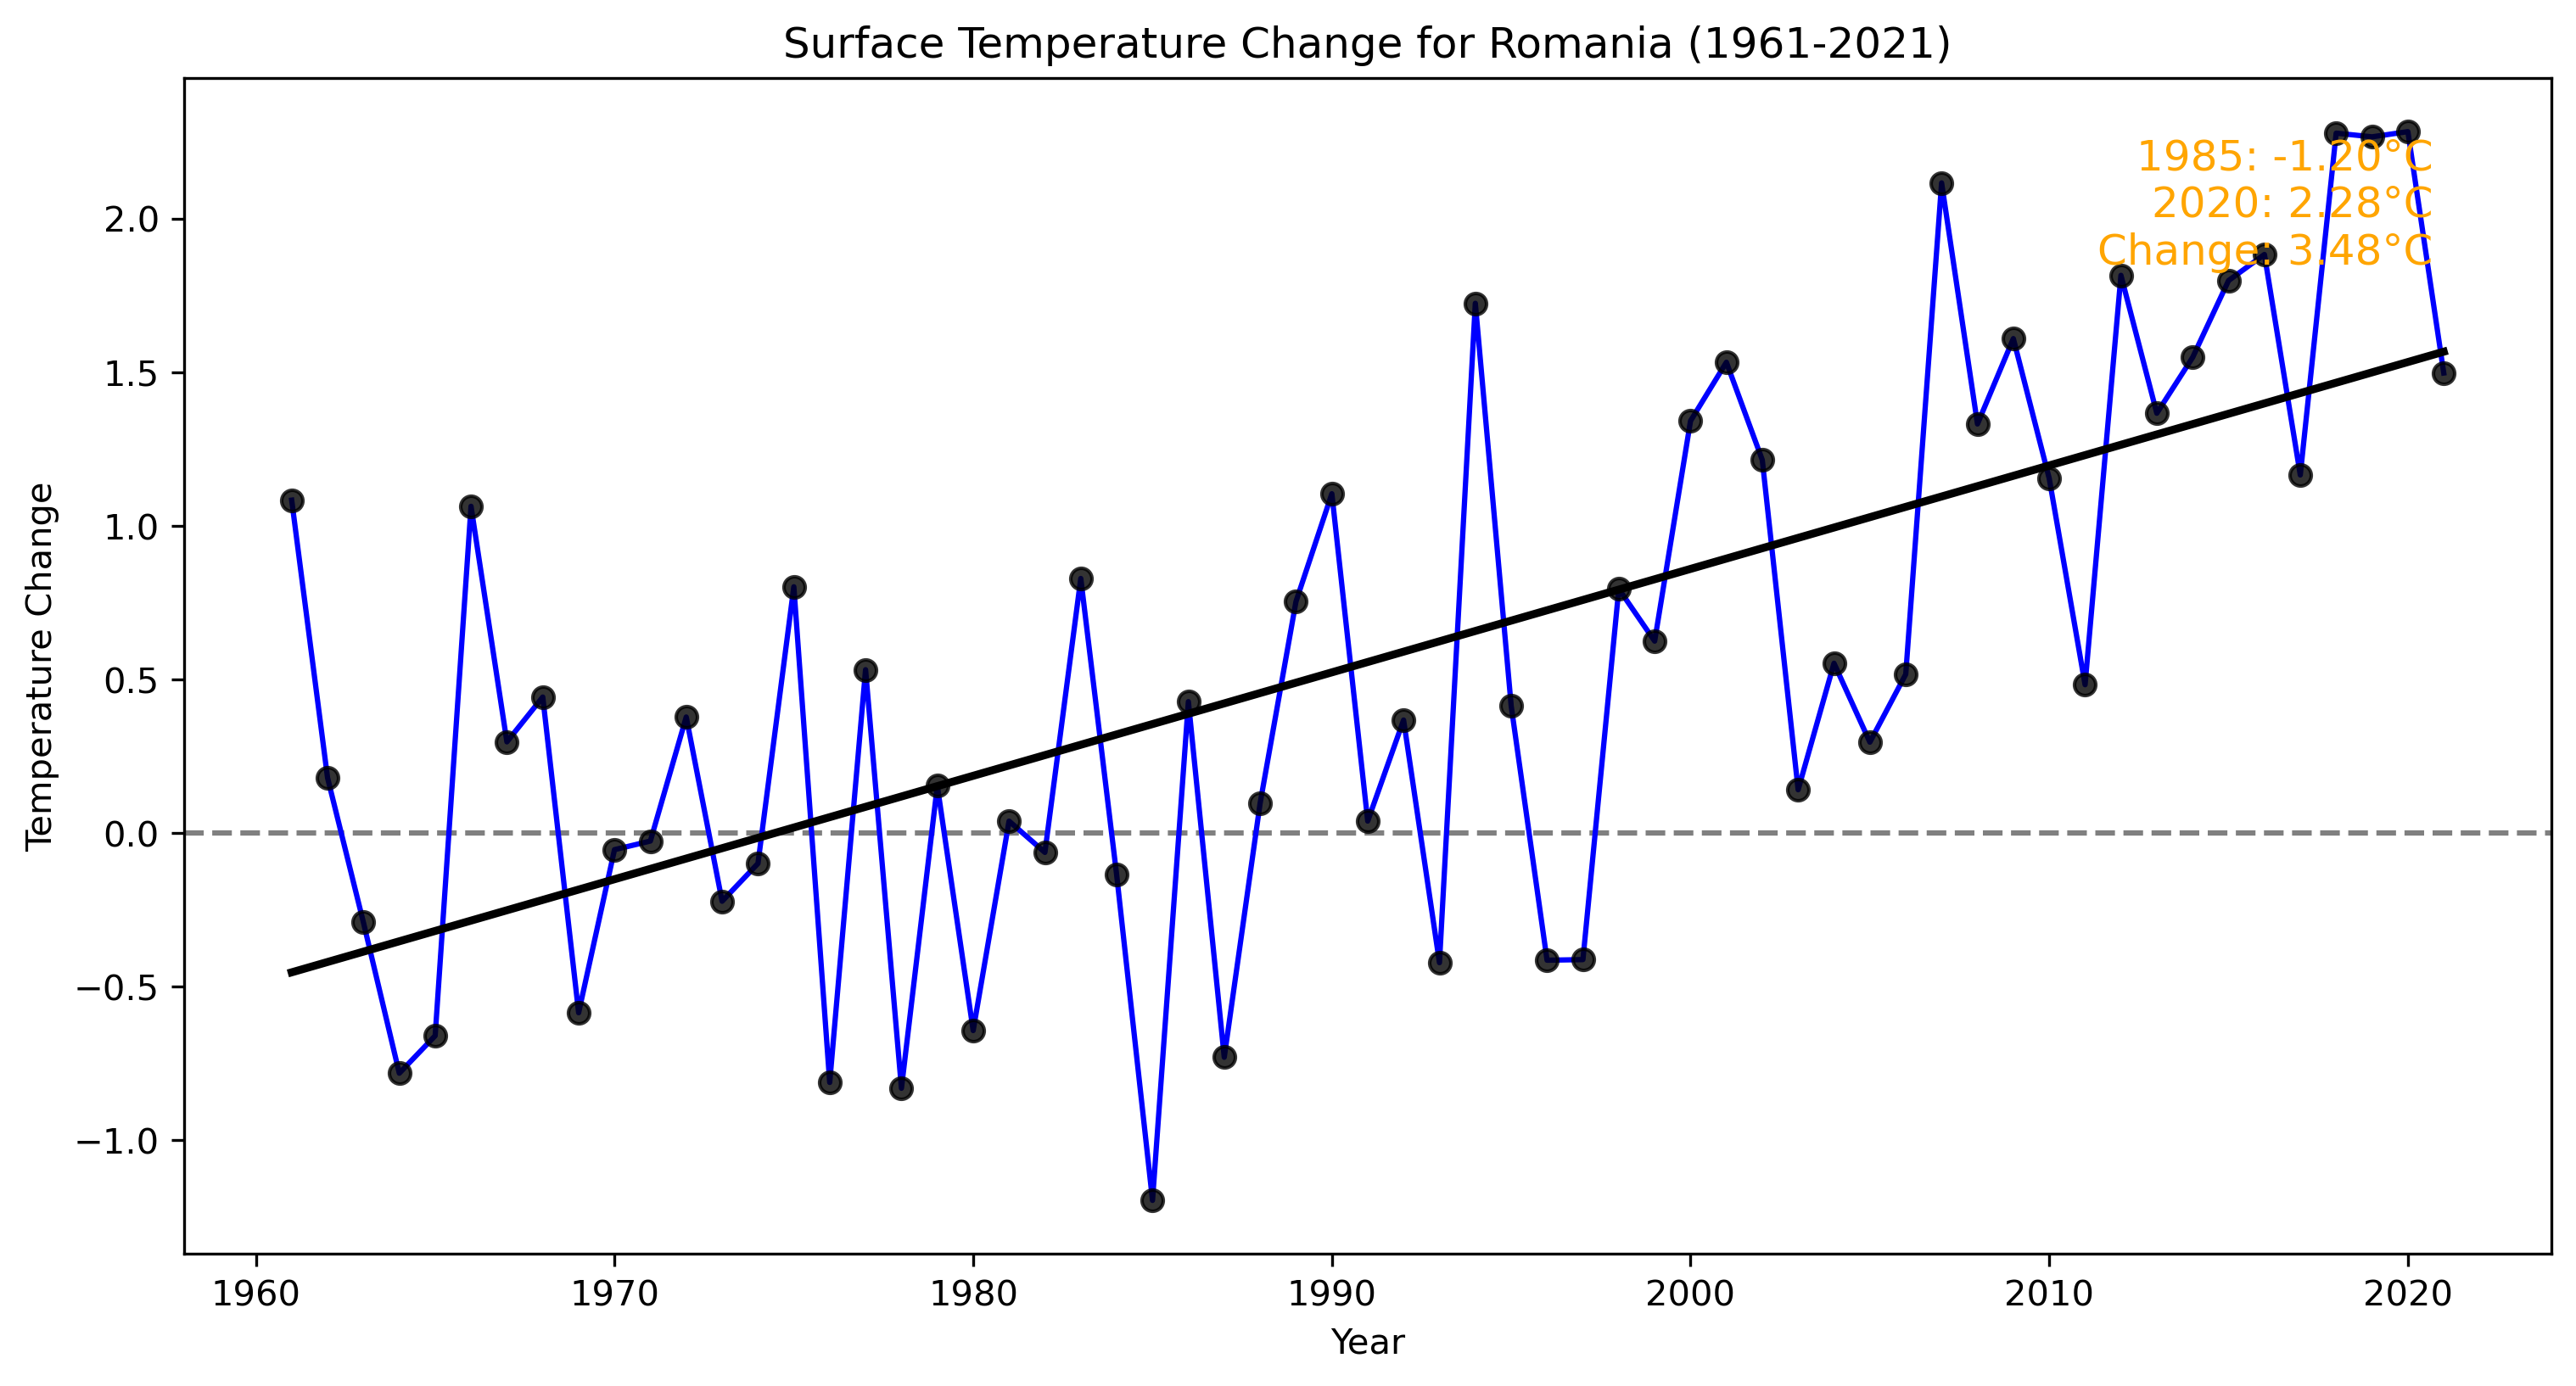 Surface Temperature Change for Romania (1961-2021)
1985: -1.20°C
2020: 2.28°C
Change: 3.48°C
Temperature Change
2.0
1.5
1.0
0.5
0.0
−0.5
−1.0
1960 1970 1980 1990 2000 2010 2020
Year